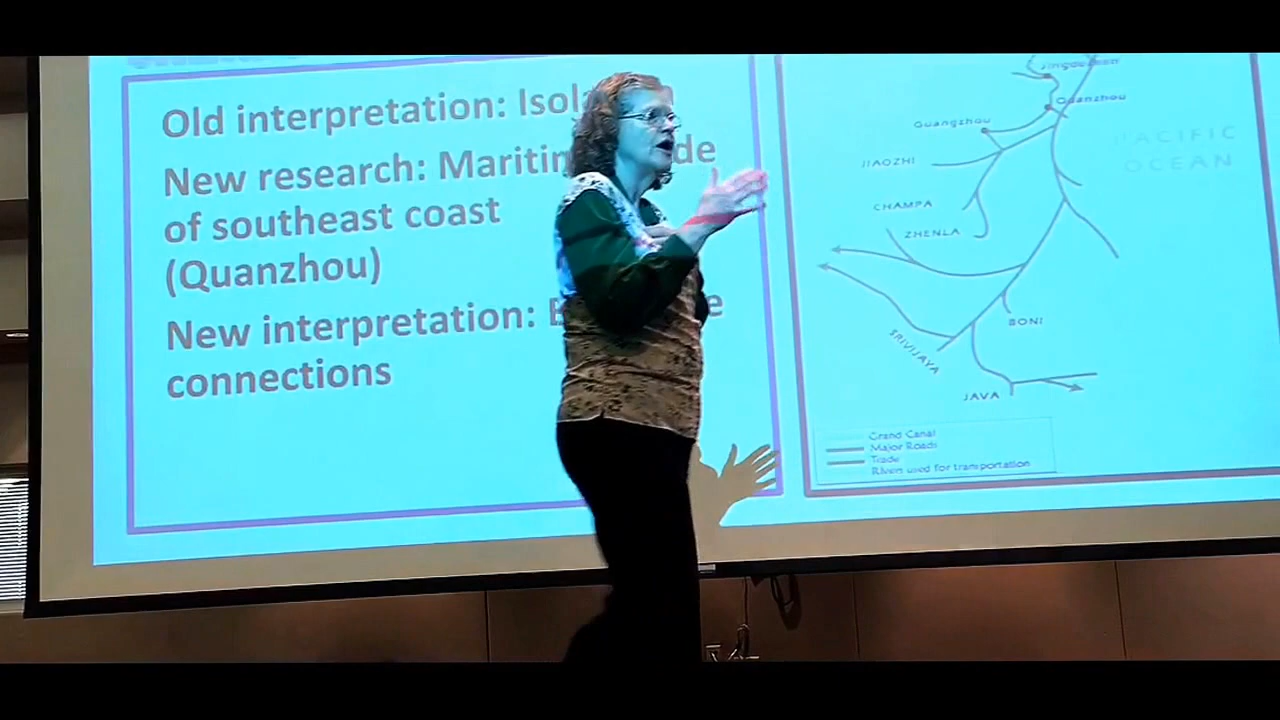 Old interpretation: Isola
New research: Maritim de
of southeast coast
(Quanzhou)
New interpretation: E e
connections
Quanzhou
Guangzhou
JIAOZHI
CHAMPA
ZHENLA
PACIFIC
OCEAN
BONI
SRIVIJAYA
JAVA
Grand Canal
Major Roads
Trade
Rivers used for transportation